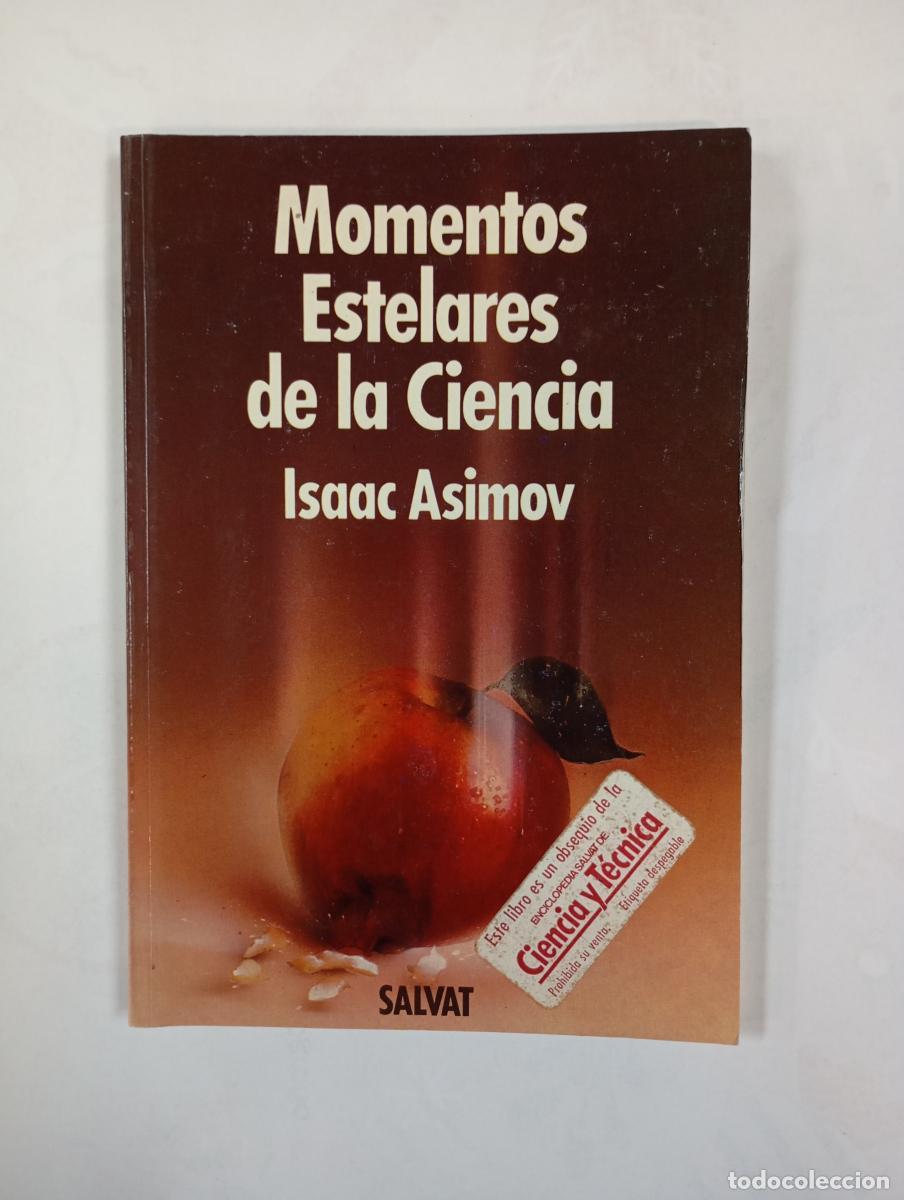 Momentos
Estelares
de la Ciencia
Isaac Asimov
Este libro es un obsequio de la
ENCICLOPEDIA SALVAT DE
Ciencia y Técnica
Prohibida su venta. Etiqueta despegable
SALVAT
todocoleccion